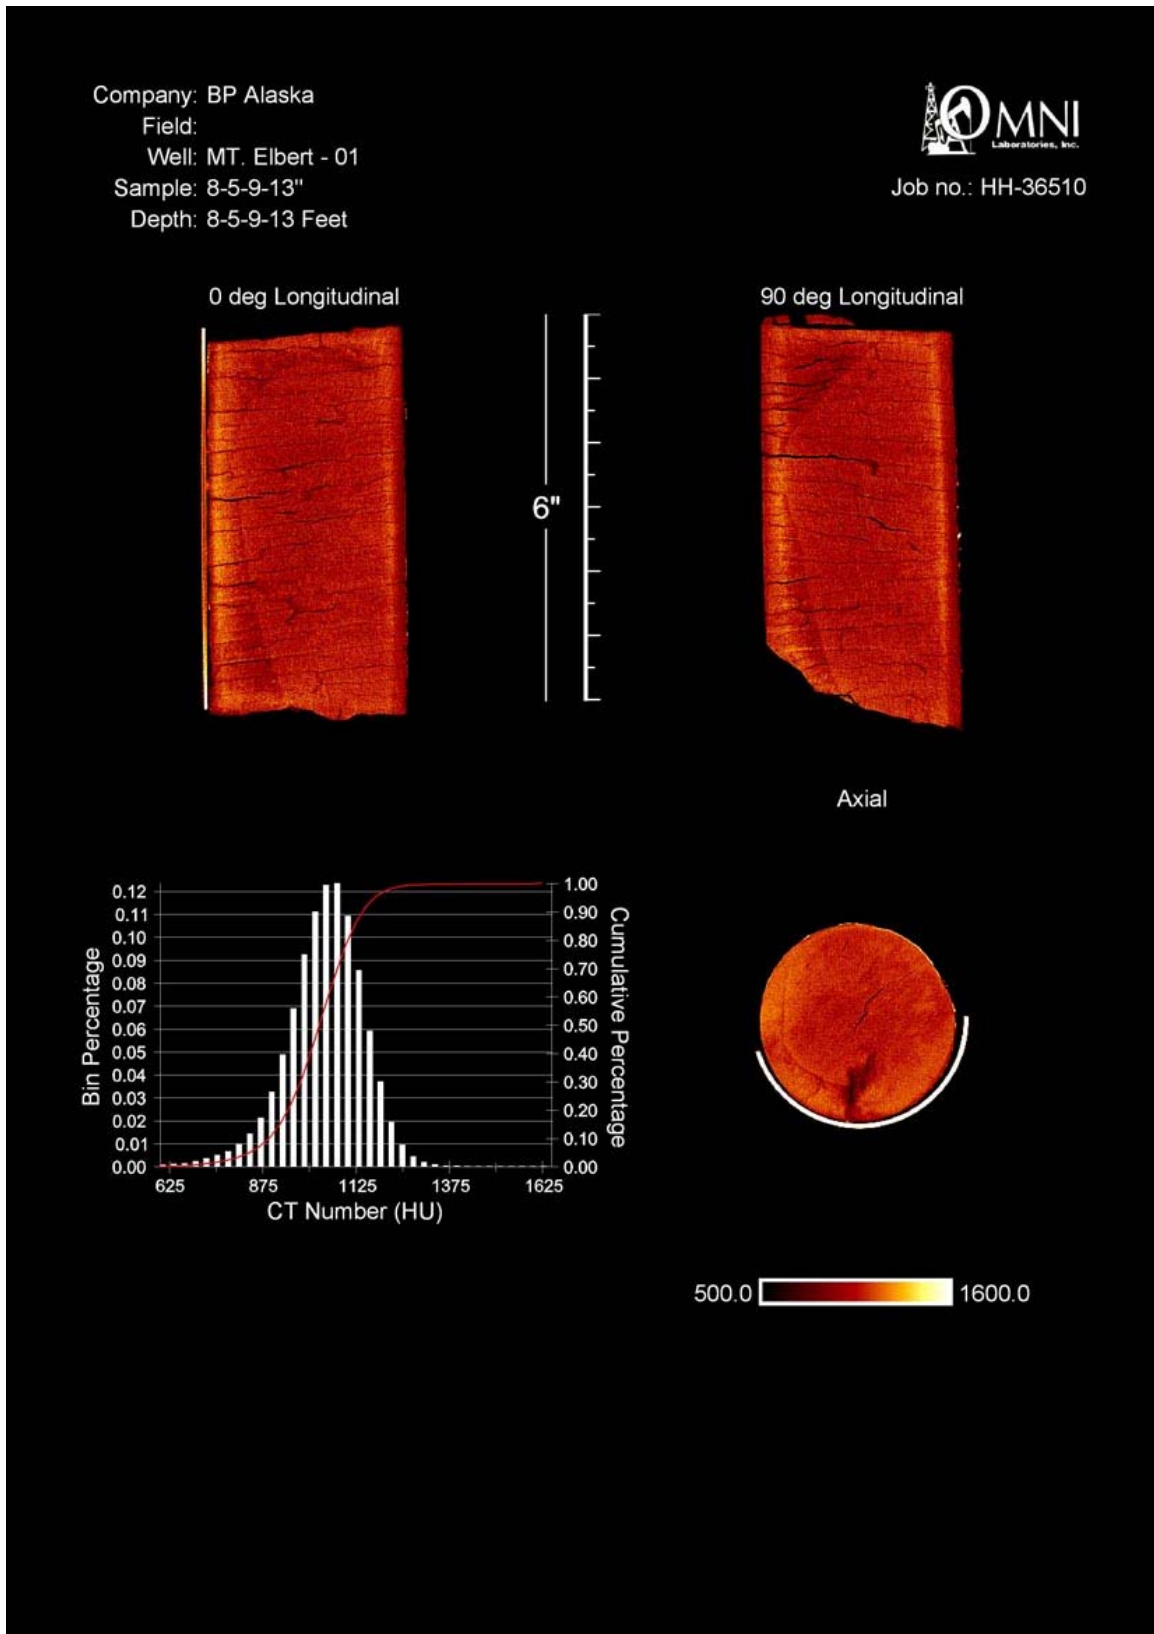 Company: BP Alaska
Field:
Well: MT. Elbert - 01
Sample: 8-5-9-13"
Depth: 8-5-9-13 Feet
OMNI
Laboratories, Inc.
Job no.: HH-36510
0 deg Longitudinal
90 deg Longitudinal
6"
Axial
Bin Percentage
0.12
0.11
0.10
0.09
0.08
0.07
0.06
0.05
0.04
0.03
0.02
0.01
0.00
1.00
0.90
0.80
0.70
0.60
0.50
0.40
0.30
0.20
0.10
0.00
Cumulative Percentage
625 875 1125 1375 1625
CT Number (HU)
500.0 1600.0